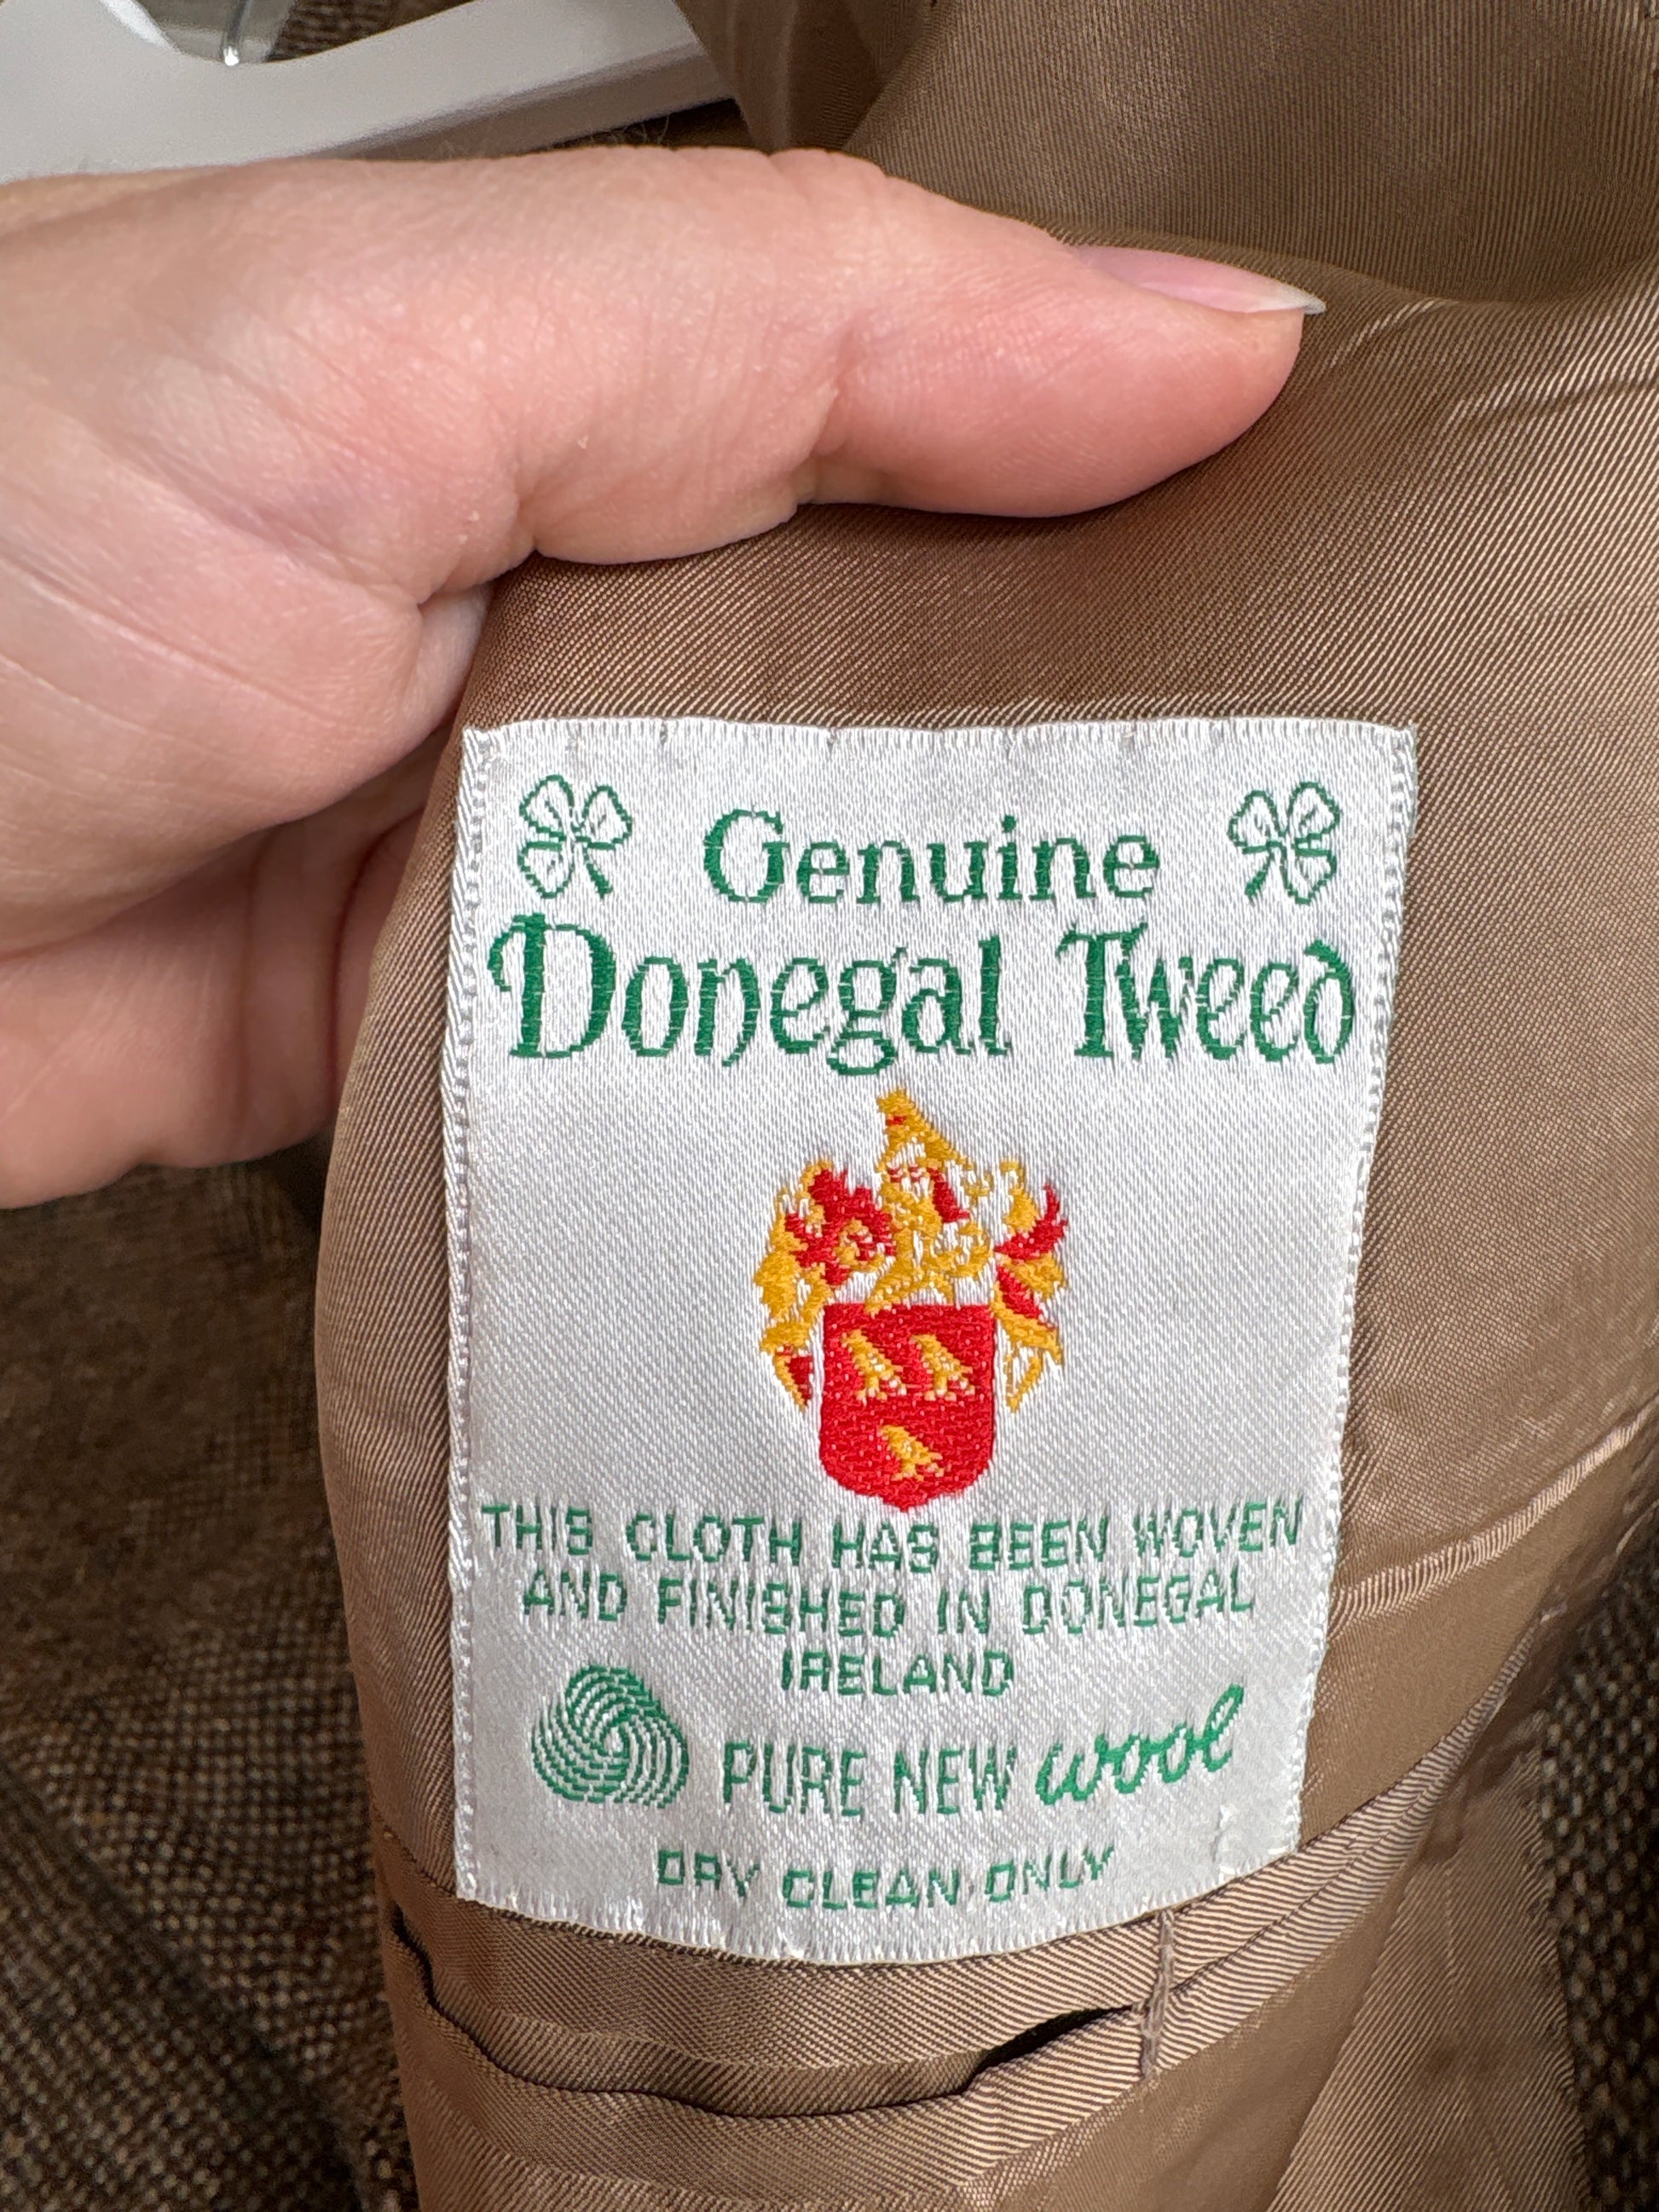 Genuine
Donegal Tweed
THIS CLOTH HAS BEEN WOVEN
AND FINISHED IN DONEGAL
IRELAND
PURE NEW wool
DRY CLEAN ONLY